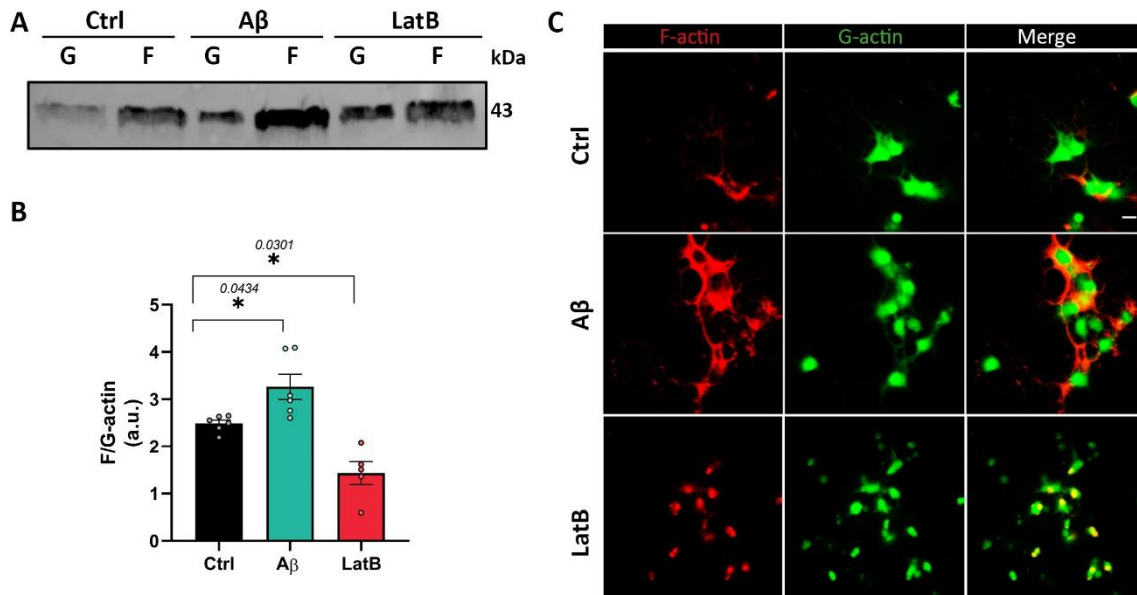 A
Ctrl Aβ LatB
G F G F G F kDa
43
B
0.0301
*
0.0434
*
5
4
3
2
1
0
F/G-actin
(a.u.)
Ctrl Aβ LatB
C
F-actin G-actin Merge
Ctrl
Aβ
LatB